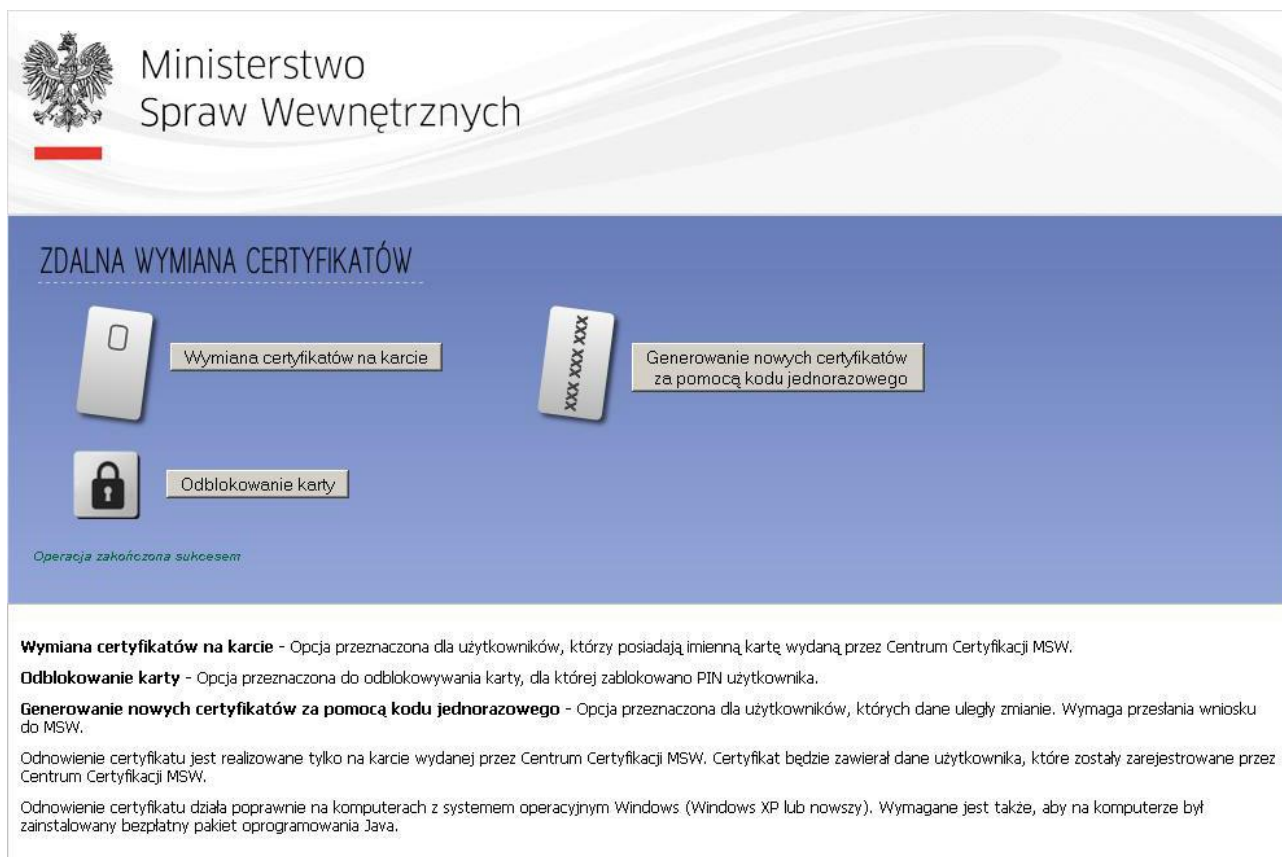 Ministerstwo
Spraw Wewnętrznych
ZDALNA WYMIANA CERTYFIKATÓW
Wymiana certyfikatów na karcie
XXX XXX XXX
Generowanie nowych certyfikatów
za pomocą kodu jednorazowego
Odblokowanie karty
Operacja zakończona sukcesem
Wymiana certyfikatów na karcie - Opcja przeznaczona dla użytkowników, którzy posiadają imienną kartę wydaną przez Centrum Certyfikacji MSW.
Odblokowanie karty - Opcja przeznaczona do odblokowywania karty, dla której zablokowano PIN użytkownika.
Generowanie nowych certyfikatów za pomocą kodu jednorazowego - Opcja przeznaczona dla użytkowników, których dane uległy zmianie. Wymaga przesłania wniosku
do MSW.
Odnowienie certyfikatu jest realizowane tylko na karcie wydanej przez Centrum Certyfikacji MSW. Certyfikat będzie zawierał dane użytkownika, które zostały zarejestrowane przez
Centrum Certyfikacji MSW.
Odnowienie certyfikatu działa poprawnie na komputerach z systemem operacyjnym Windows (Windows XP lub nowszy). Wymagane jest także, aby na komputerze był
zainstalowany bezpłatny pakiet oprogramowania Java.